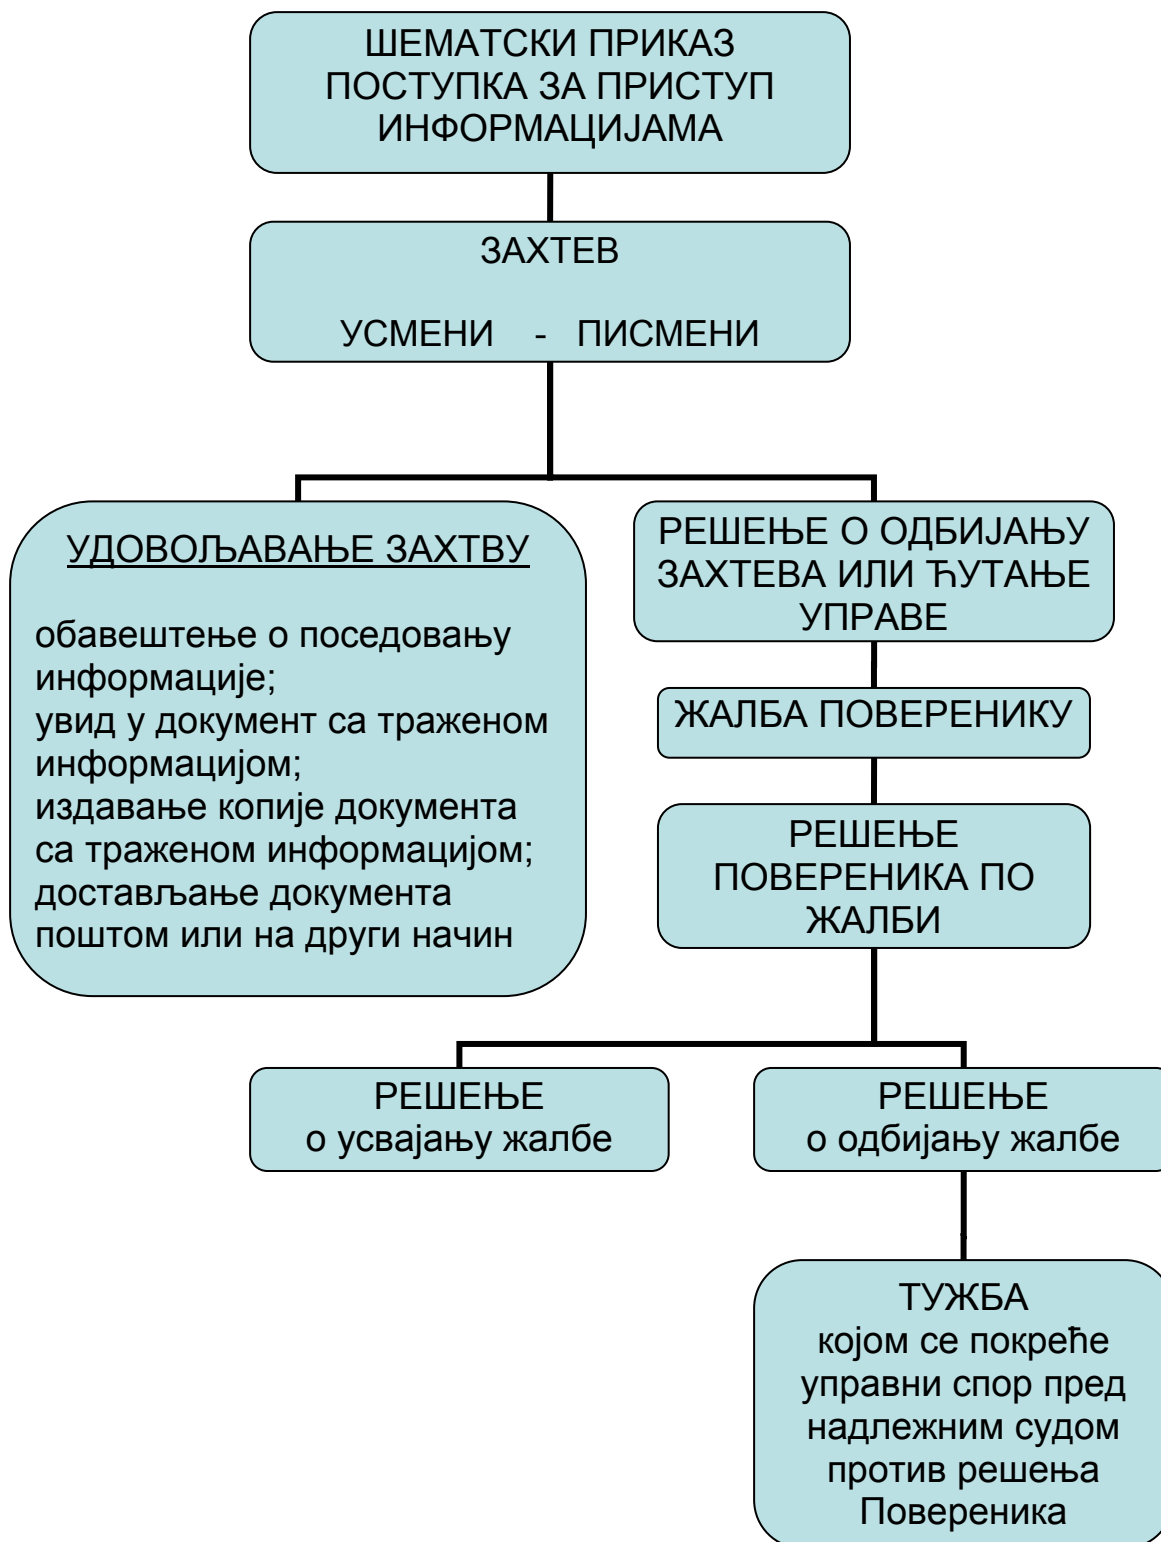 ШЕМАТСКИ ПРИКАЗ
ПОСТУПКА ЗА ПРИСТУП
ИНФОРМАЦИЈАМА
ЗАХТЕВ
УСМЕНИ - ПИСМЕНИ
УДОВОЉАВАЊЕ ЗАХТВУ
обавештење о поседовању
информације;
увид у документ са траженом
информацијом;
издавање копије документа
са траженом информацијом;
достављање документа
поштом или на други начин
РЕШЕЊЕ О ОДБИЈАЊУ
ЗАХТЕВА ИЛИ ЋУТАЊЕ
УПРАВЕ
ЖАЛБА ПОВЕРЕНИКУ
РЕШЕЊЕ
ПОВЕРЕНИКА ПО
ЖАЛБИ
РЕШЕЊЕ
о усвајању жалбе
РЕШЕЊЕ
о одбијању жалбе
ТУЖБА
којом се покреће
управни спор пред
надлежним судом
против решења
Повереника